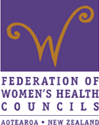 FEDERATION OF
WOMEN'S HEALTH
COUNCILS
AOTEAROA • NEW ZEALAND